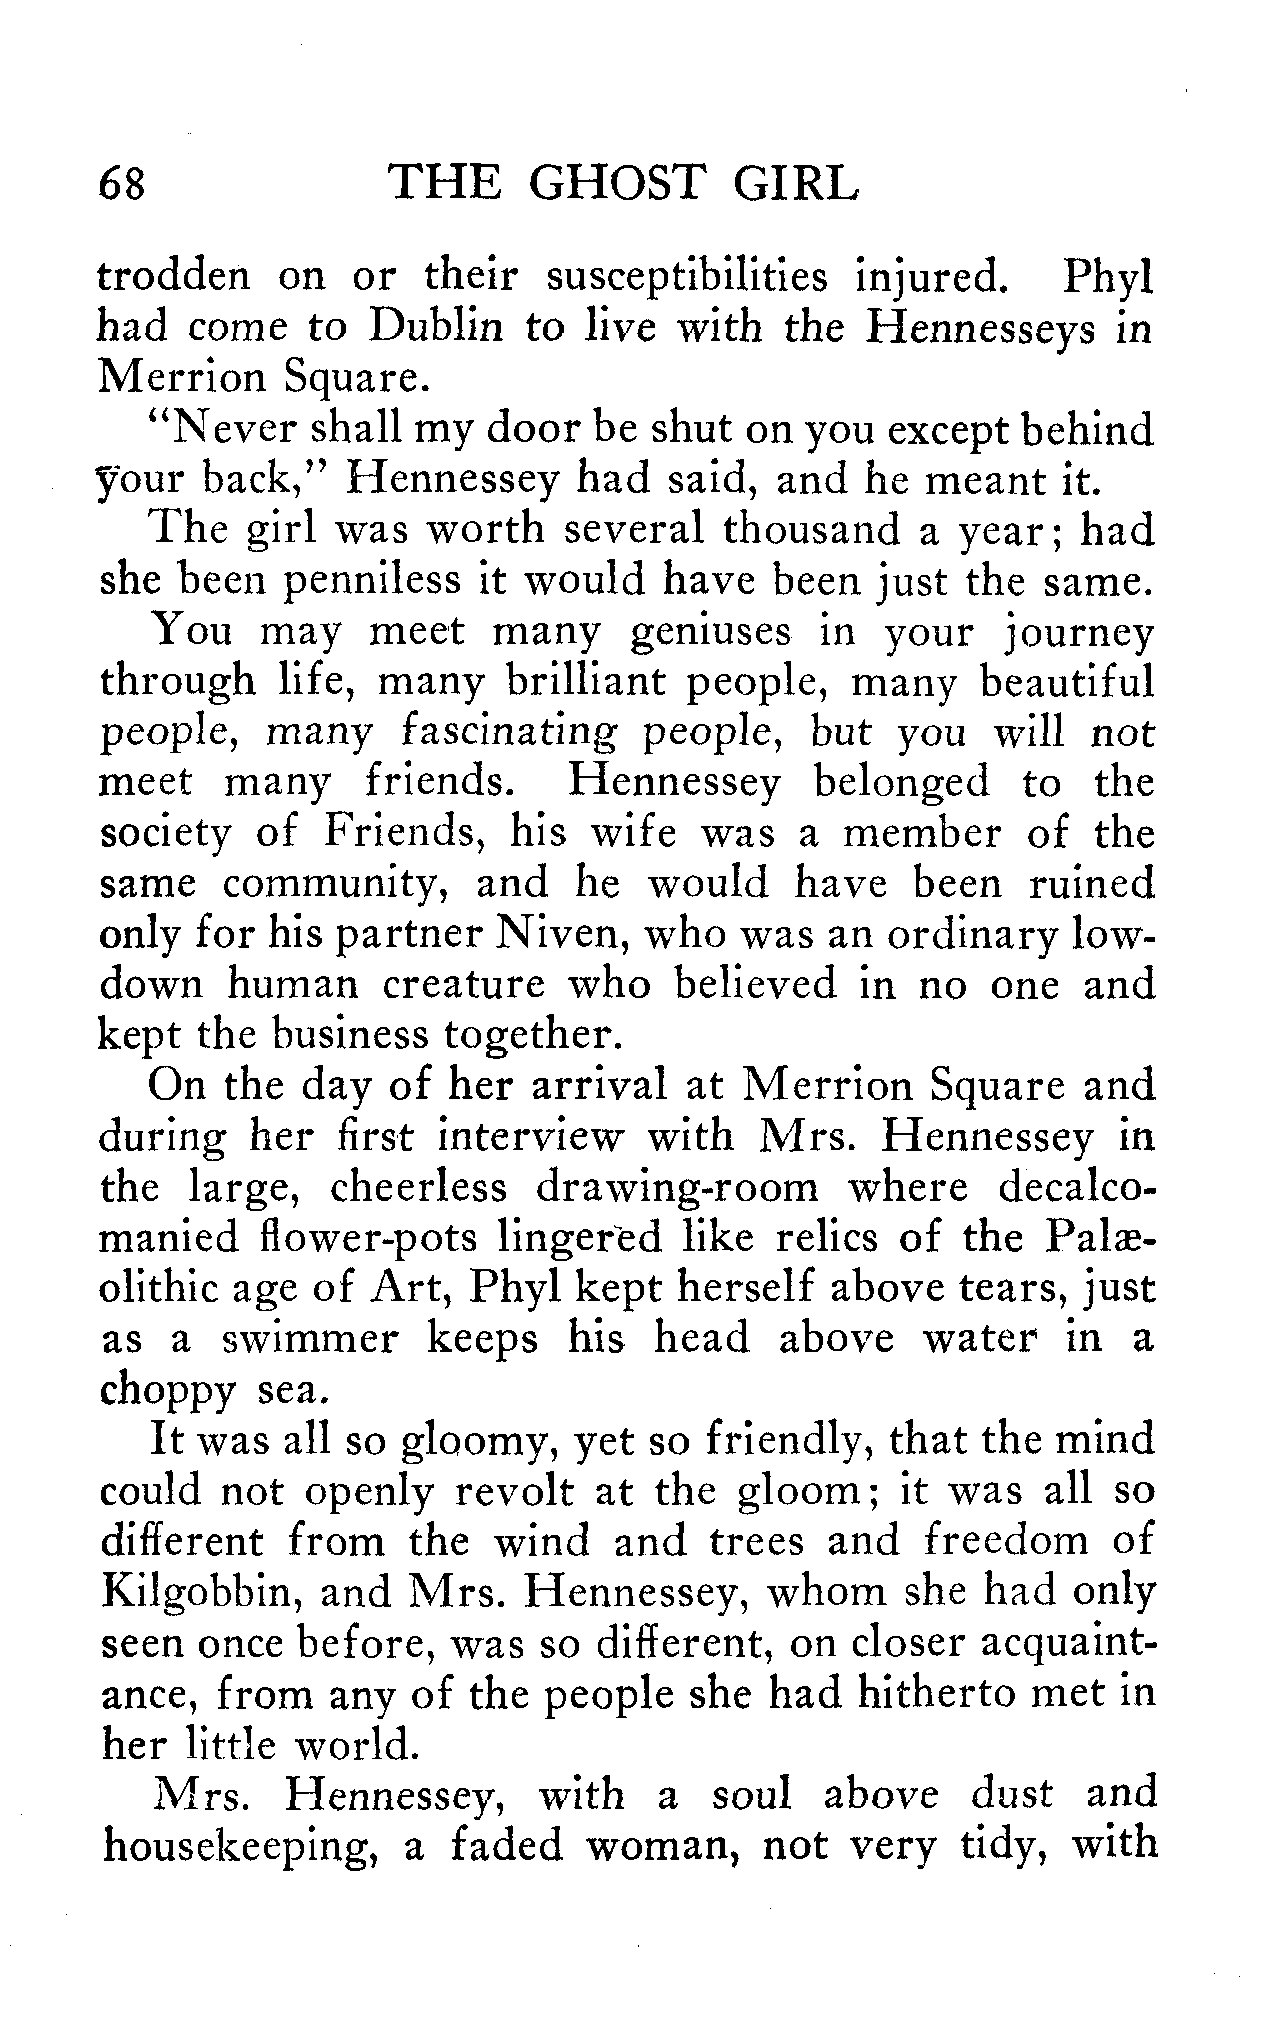 68 THE GHOST GIRL
trodden on or their susceptibilities injured. Phyl
had come to Dublin to live with the Hennesseys in
Merrion Square.
"Never shall my door be shut on you except behind
your back," Hennessey had said, and he meant it.
The girl was worth several thousand a year; had
she been penniless it would have been just the same.
You may meet many geniuses in your journey
through life, many brilliant people, many beautiful
people, many fascinating people, but you will not
meet many friends. Hennessey belonged to the
society of Friends, his wife was a member of the
same community, and he would have been ruined
only for his partner Niven, who was an ordinary low-
down human creature who believed in no one and
kept the business together.
On the day of her arrival at Merrion Square and
during her first interview with Mrs. Hennessey in
the large, cheerless drawing-room where decalco-
manied flower-pots lingered like relics of the Palæ-
olithic age of Art, Phyl kept herself above tears, just
as a swimmer keeps his head above water in a
choppy sea.
It was all so gloomy, yet so friendly, that the mind
could not openly revolt at the gloom; it was all so
different from the wind and trees and freedom of
Kilgobbin, and Mrs. Hennessey, whom she had only
seen once before, was so different, on closer acquaint-
ance, from any of the people she had hitherto met in
her little world.
Mrs. Hennessey, with a soul above dust and
housekeeping, a faded woman, not very tidy, with